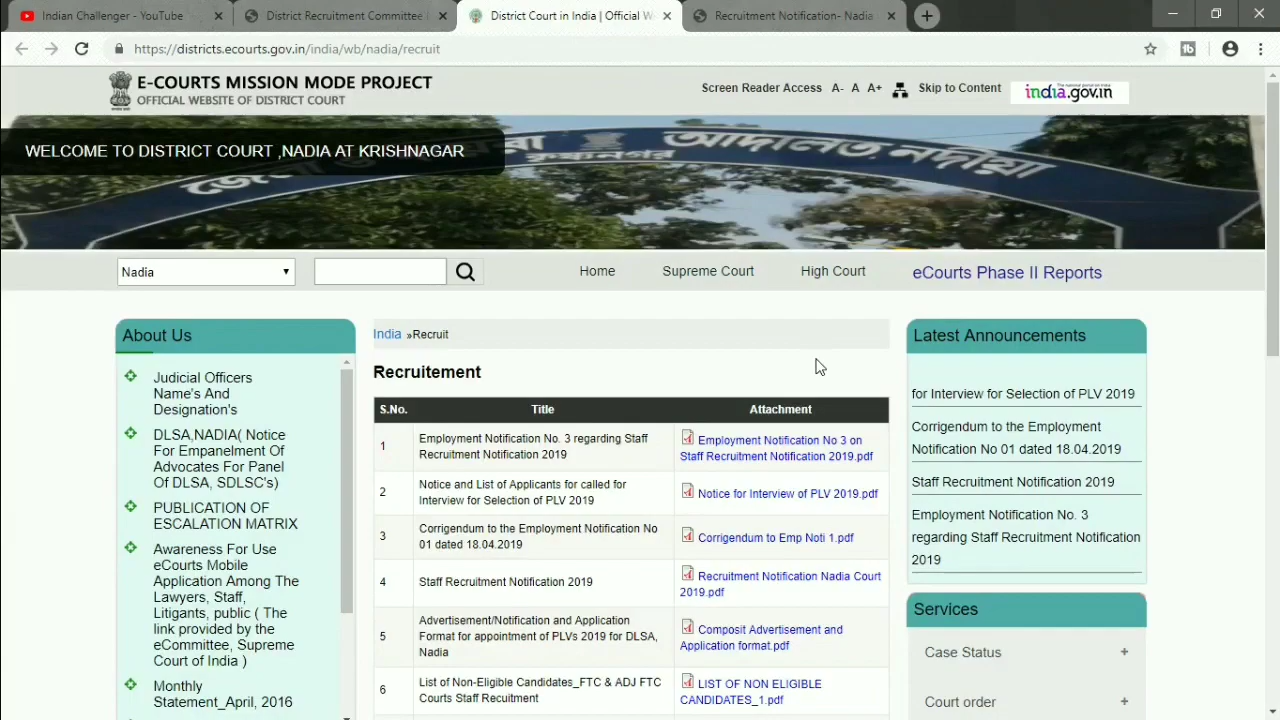 Indian Challenger - YouTube
District Recruitment Committee
District Court in India | Official W
Recruitment Notification- Nadia
https://districts.ecourts.gov.in/india/wb/nadia/recruit
E-COURTS MISSION MODE PROJECT
OFFICIAL WEBSITE OF DISTRICT COURT
Screen Reader Access A- A A+ Skip to Content
india.gov.in
WELCOME TO DISTRICT COURT ,NADIA AT KRISHNAGAR
আদালত, নদীয়া
Nadia
Home
Supreme Court
High Court
eCourts Phase II Reports
About Us
Judicial Officers
Name's And
Designation's
DLSA,NADIA( Notice
For Empanelment Of
Advocates For Panel
Of DLSA, SDLSC's)
PUBLICATION OF
ESCALATION MATRIX
Awareness For Use
eCourts Mobile
Application Among The
Lawyers, Staff,
Litigants, public ( The
link provided by the
eCommittee, Supreme
Court of India )
Monthly
Statement_April, 2016
India »Recruit
Recruitement
S.No. Title Attachment
1 Employment Notification No. 3 regarding Staff
Recruitment Notification 2019
Employment Notification No 3 on
Staff Recruitment Notification 2019.pdf
2 Notice and List of Applicants for called for
Interview for Selection of PLV 2019
Notice for Interview of PLV 2019.pdf
3 Corrigendum to the Employment Notification No
01 dated 18.04.2019
Corrigendum to Emp Noti 1.pdf
4 Staff Recruitment Notification 2019
Recruitment Notification Nadia Court
2019.pdf
5 Advertisement/Notification and Application
Format for appointment of PLVs 2019 for DLSA,
Nadia
Composit Advertisement and
Application format.pdf
6 List of Non-Eligible Candidates_FTC & ADJ FTC
Courts Staff Recuitment
LIST OF NON ELIGIBLE
CANDIDATES_1.pdf
Latest Announcements
for Interview for Selection of PLV 2019
Corrigendum to the Employment
Notification No 01 dated 18.04.2019
Staff Recruitment Notification 2019
Employment Notification No. 3
regarding Staff Recruitment Notification
2019
Services
Case Status +
Court order +